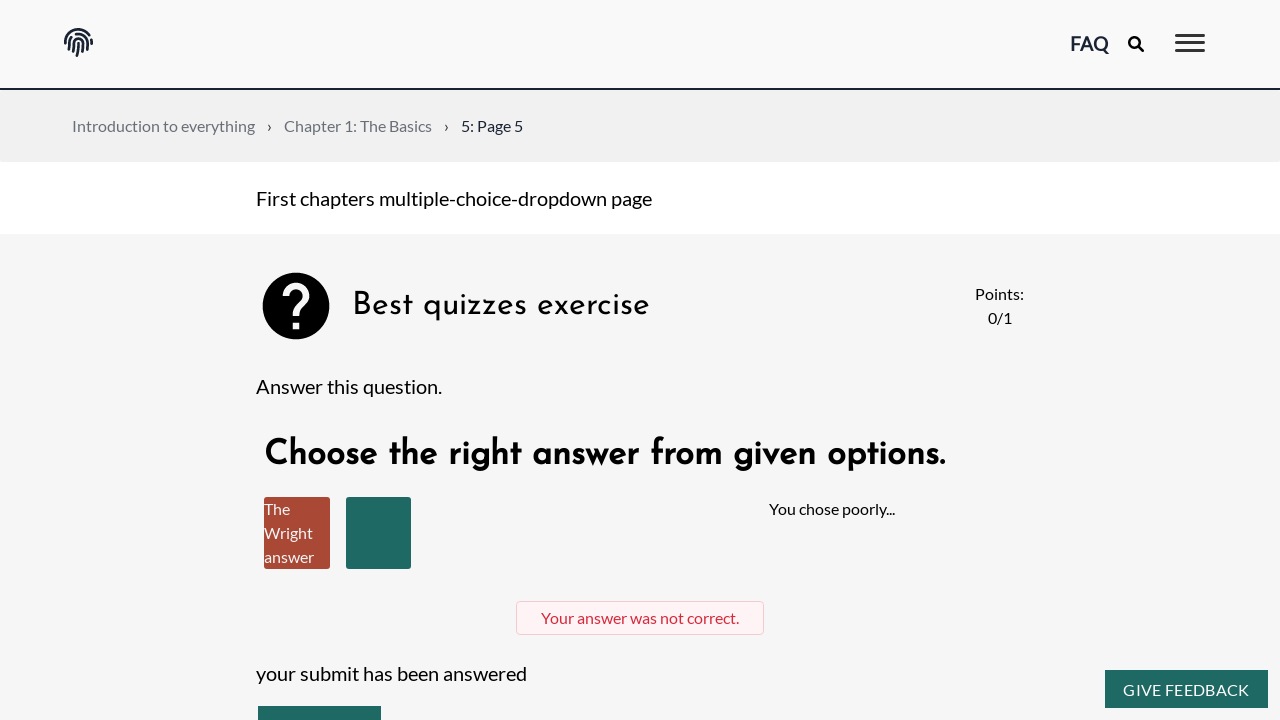 FAQ
Introduction to everything › Chapter 1: The Basics › 5: Page 5
First chapters multiple-choice-dropdown page
Best quizzes exercise
Points:
0/1
Answer this question.
Choose the right answer from given options.
The
Wright
answer
You chose poorly...
Your answer was not correct.
your submit has been answered
GIVE FEEDBACK